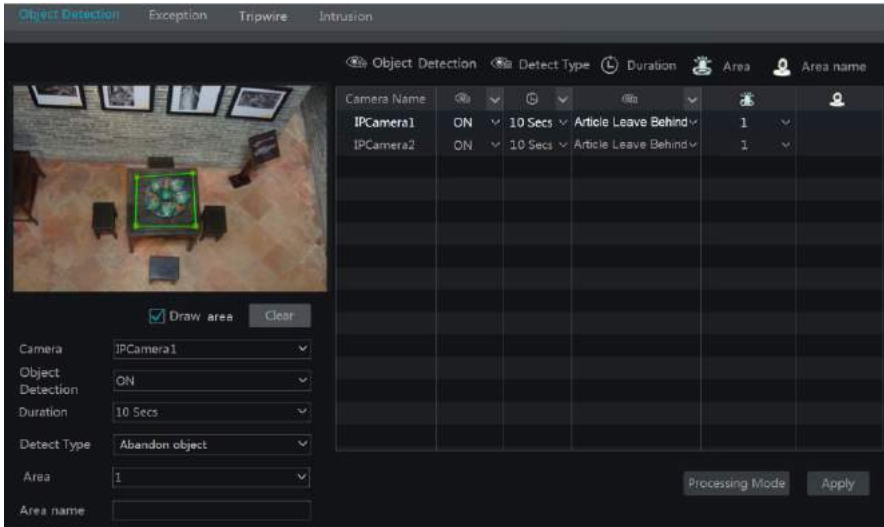 Object Detection Exception Tripwire Intrusion
Object Detection Detect Type Duration Area Area name
Camera Name
IPCamera1 ON 10 Secs Article Leave Behind 1
IPCamera2 ON 10 Secs Article Leave Behind 1
Draw area Clear
Camera IPCamera1
Object Detection ON
Duration 10 Secs
Detect Type Abandon object
Area 1
Area name
Processing Mode Apply